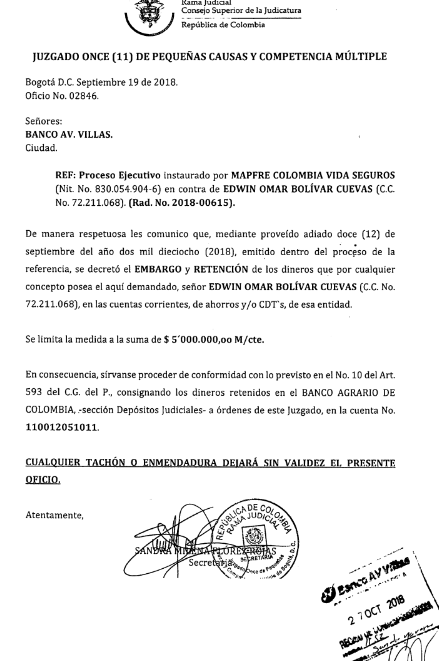 Rama Judicial
Consejo Superior de la Judicatura
República de Colombia
JUZGADO ONCE (11) DE PEQUEÑAS CAUSAS Y COMPETENCIA MÚLTIPLE
Bogotá D.C. Septiembre 19 de 2018.
Oficio No. 02846.
Señores:
BANCO AV. VILLAS.
Ciudad.
REF: Proceso Ejecutivo instaurado por MAPFRE COLOMBIA VIDA SEGUROS
(Nit. No. 830.054.904-6) en contra de EDWIN OMAR BOLÍVAR CUEVAS (C.C.
No. 72.211.068). (Rad. No. 2018-00615).
De manera respetuosa les comunico que, mediante proveído adiado doce (12) de
septiembre del año dos mil dieciocho (2018), emitido dentro del proceso de la
referencia, se decretó el EMBARGO y RETENCIÓN de los dineros que por cualquier
concepto posea el aquí demandado, señor EDWIN OMAR BOLÍVAR CUEVAS (C.C. No.
72.211.068), en las cuentas corrientes, de ahorros y/o CDT`s, de esa entidad.
Se limita la medida a la suma de $ 5´000.000,oo M/cte.
En consecuencia, sírvanse proceder de conformidad con lo previsto en el No. 10 del Art.
593 del C.G. del P., consignando los dineros retenidos en el BANCO AGRARIO DE
COLOMBIA, -sección Depósitos Judiciales- a órdenes de este Juzgado, en la cuenta No.
110012051011.
CUALQUIER TACHÓN O ENMENDADURA DEJARÁ SIN VALIDEZ EL PRESENTE
OFICIO.
Atentamente,
REPÚBLICA DE COLOMBIA
RAMA JUDICIAL
SECRETARIA
SANDRA MILENA FLOREZ ROJAS
Secretaria
Banco AV Villas
27 OCT 2018